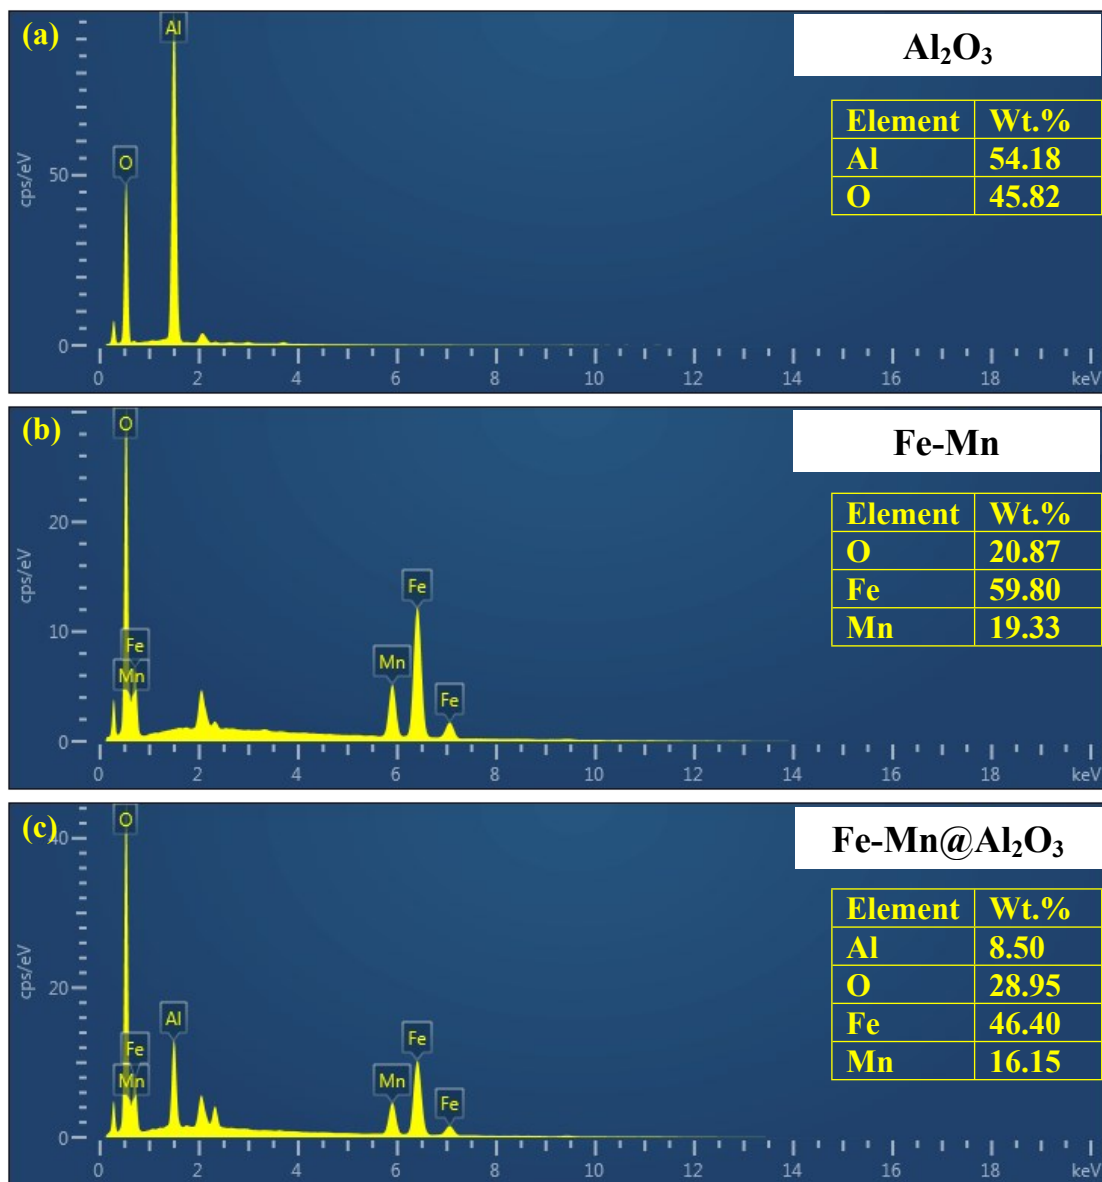 (a)
Al₂O₃
Element Wt.%
Al 54.18
O 45.82
Al
O
cps/eV
50
0
0 2 4 6 8 10 12 14 16 18 keV
(b)
Fe-Mn
Element Wt.%
O 20.87
Fe 59.80
Mn 19.33
O
Fe
Mn
Mn
Fe
Fe
cps/eV
20
10
0
0 2 4 6 8 10 12 14 16 18 keV
(c)
Fe-Mn@Al₂O₃
Element Wt.%
Al 8.50
O 28.95
Fe 46.40
Mn 16.15
O
Al
Fe
Mn
Mn
Fe
Fe
cps/eV
40
20
0
0 2 4 6 8 10 12 14 16 18 keV